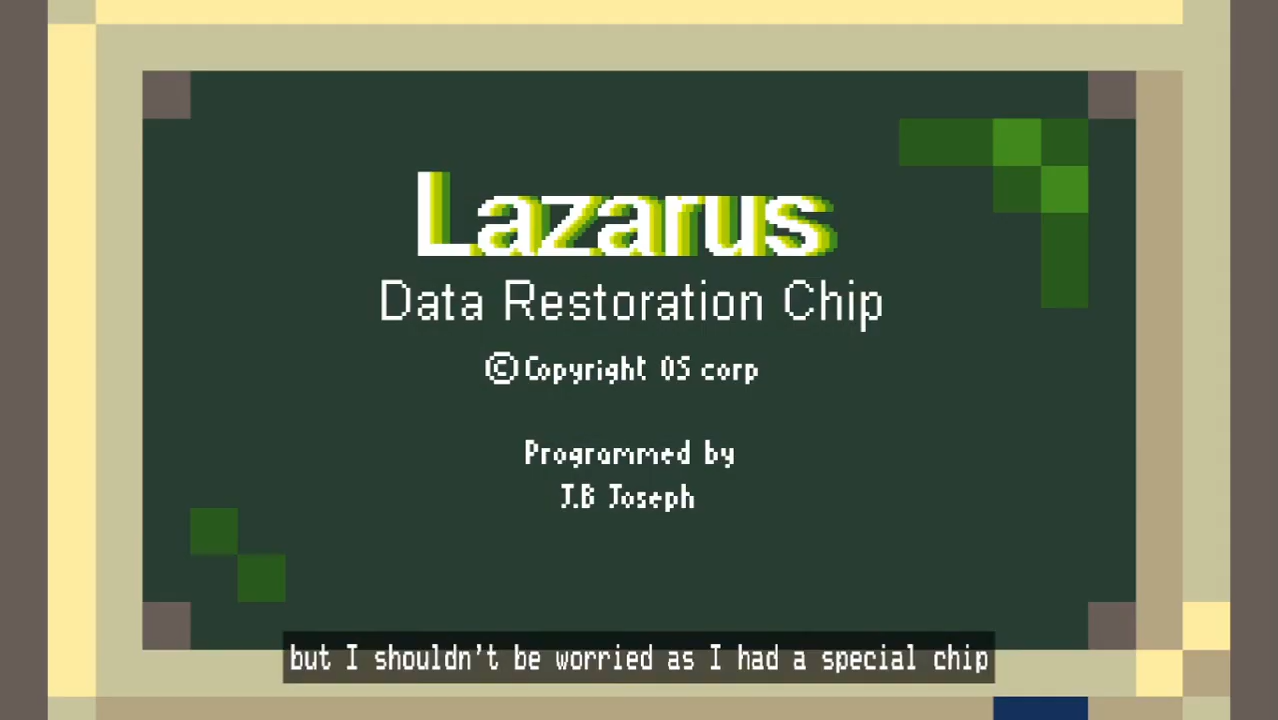 Lazarus
Data Restoration Chip
©Copyright OS corp
Programmed by
J.B Joseph
but I shouldn't be worried as I had a special chip